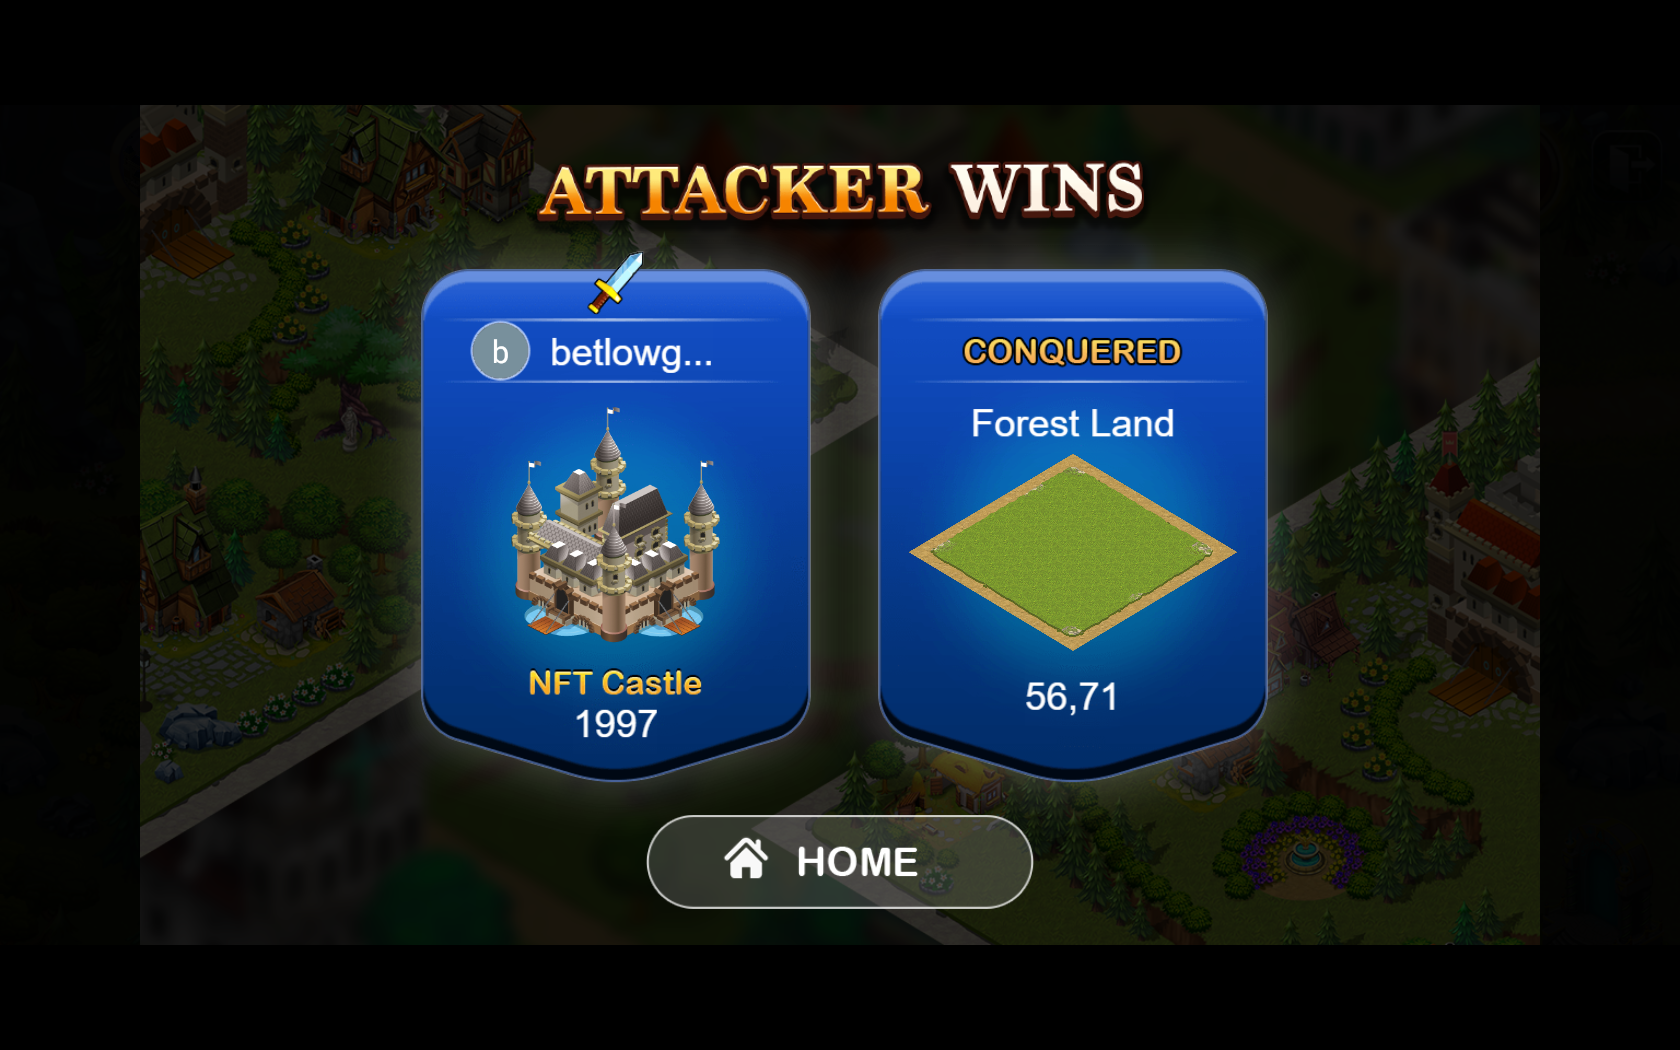 ATTACKER WINS
b betlowg...
NFT Castle
1997
CONQUERED
Forest Land
56,71
HOME